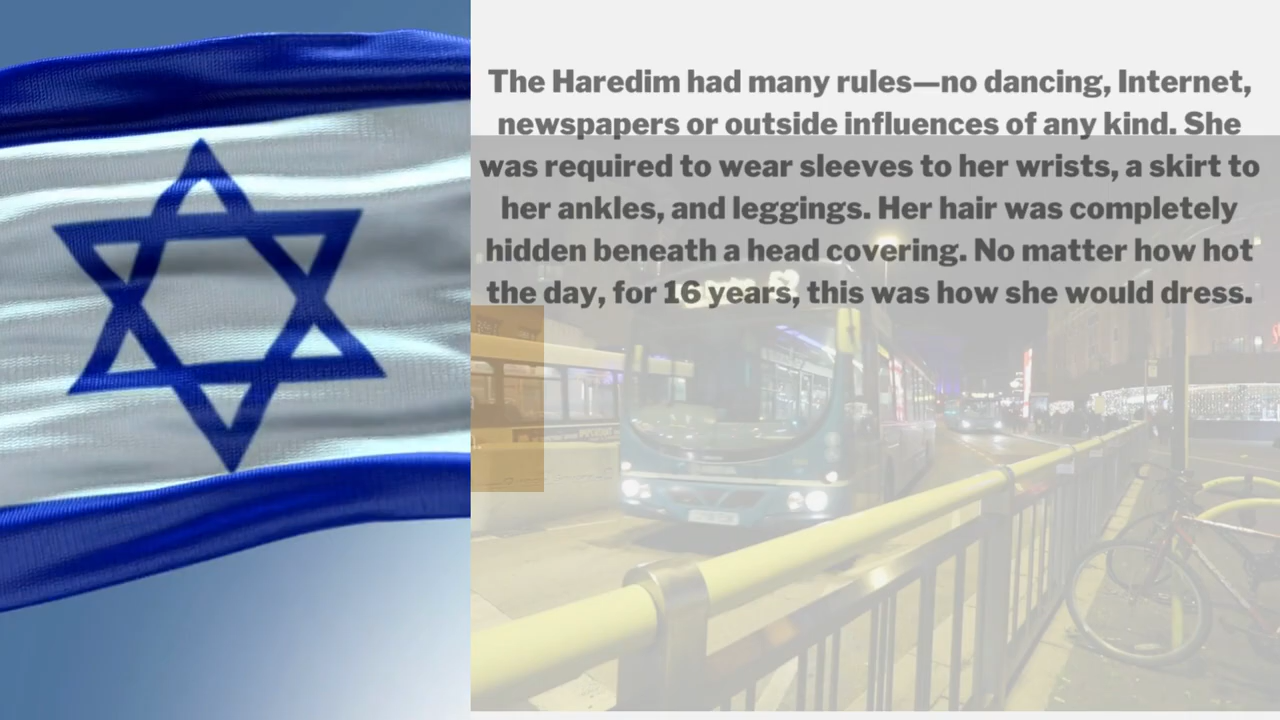 The Haredim had many rules—no dancing, Internet,
newspapers or outside influences of any kind. She
was required to wear sleeves to her wrists, a skirt to
her ankles, and leggings. Her hair was completely
hidden beneath a head covering. No matter how hot
the day, for 16 years, this was how she would dress.